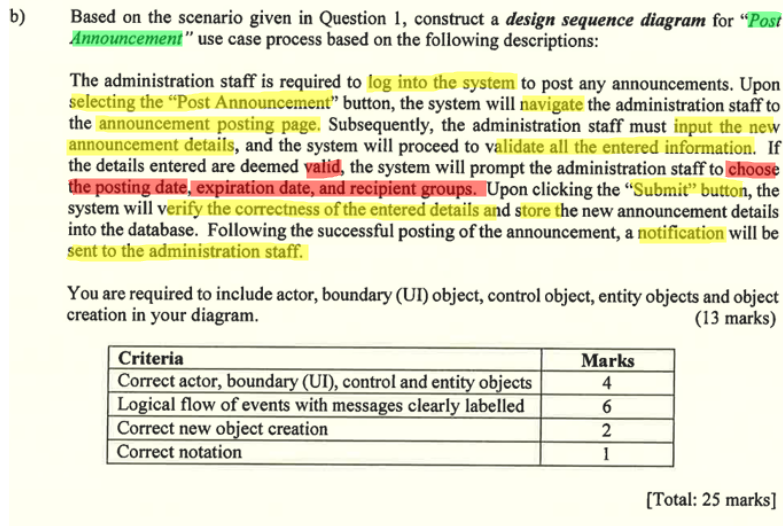 b) Based on the scenario given in Question 1, construct a design sequence diagram for “Post
Announcement” use case process based on the following descriptions:
The administration staff is required to log into the system to post any announcements. Upon
selecting the “Post Announcement” button, the system will navigate the administration staff to
the announcement posting page. Subsequently, the administration staff must input the new
announcement details, and the system will proceed to validate all the entered information. If
the details entered are deemed valid, the system will prompt the administration staff to choose
the posting date, expiration date, and recipient groups. Upon clicking the “Submit” button, the
system will verify the correctness of the entered details and store the new announcement details
into the database. Following the successful posting of the announcement, a notification will be
sent to the administration staff.
You are required to include actor, boundary (UI) object, control object, entity objects and object
creation in your diagram. (13 marks)
Criteria Marks
Correct actor, boundary (UI), control and entity objects 4
Logical flow of events with messages clearly labelled 6
Correct new object creation 2
Correct notation 1
[Total: 25 marks]